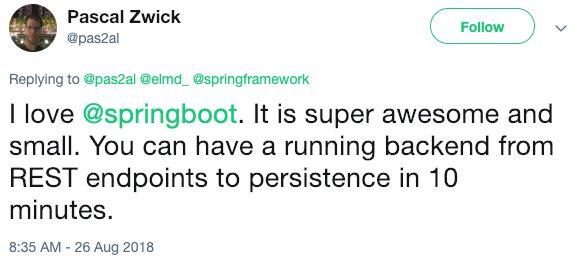 Pascal Zwick
@pas2al
Follow
Replying to @pas2al @elmd_ @springframework
I love @springboot. It is super awesome and
small. You can have a running backend from
REST endpoints to persistence in 10
minutes.
8:35 AM - 26 Aug 2018